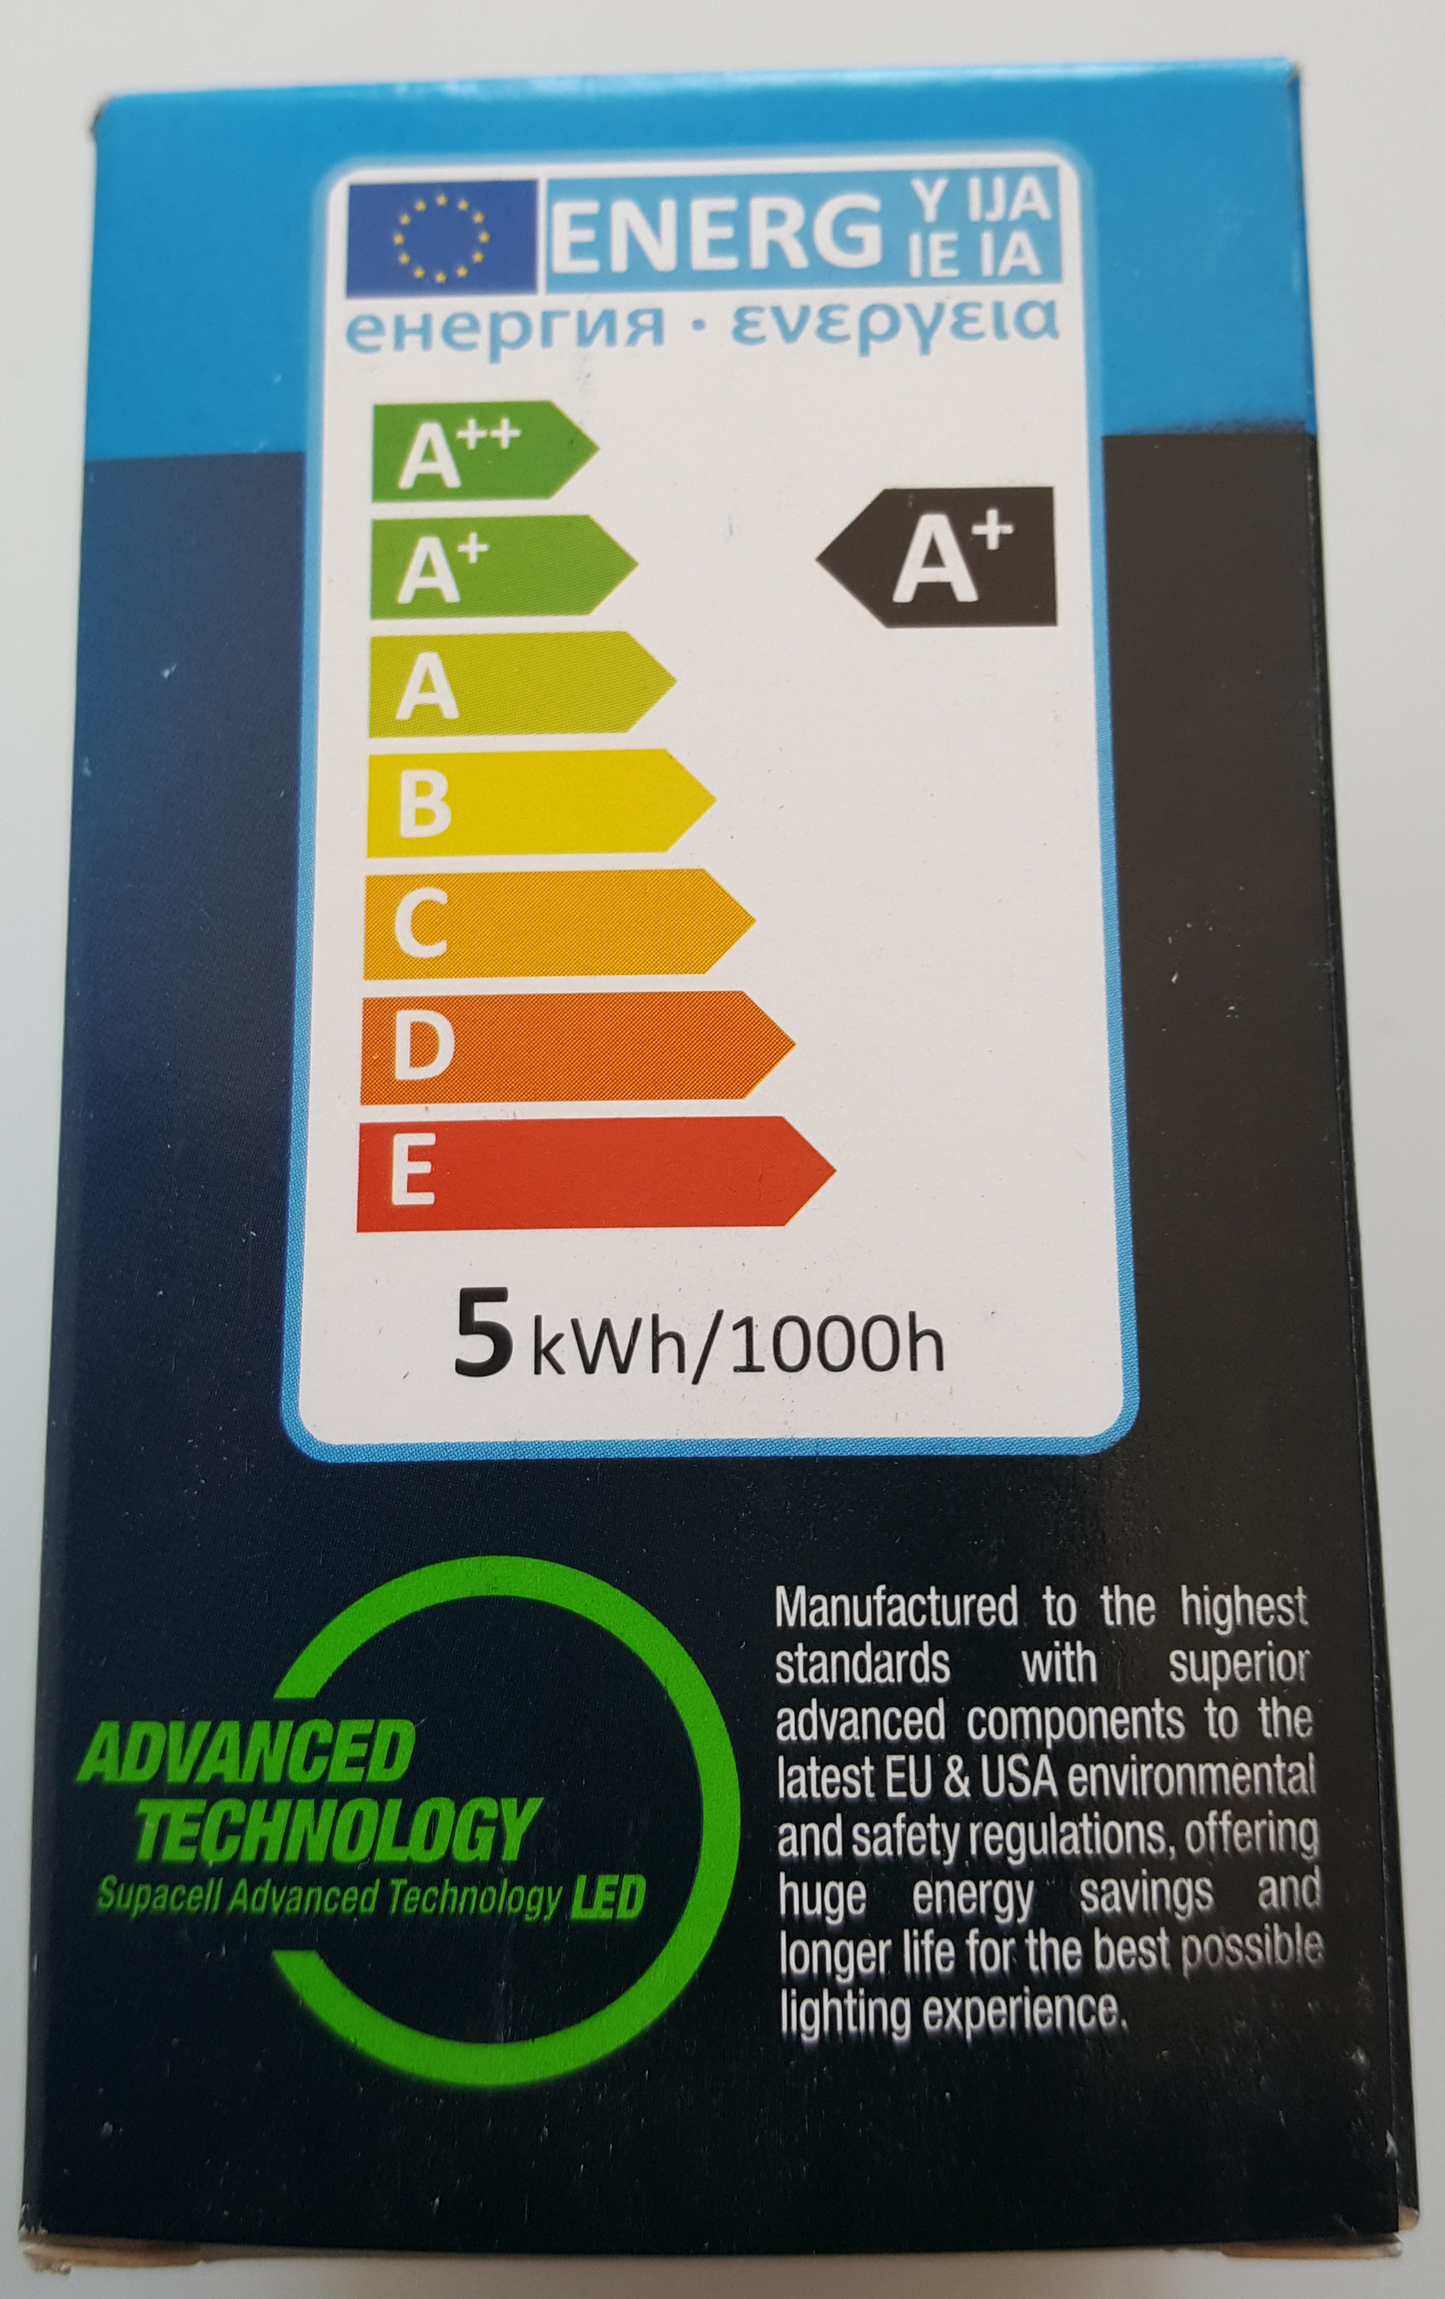 ENERG Y IJA
IE IA
енергия · ενεργεια
A++
A+
A+
A
B
C
D
E
5 kWh/1000h
ADVANCED
TECHNOLOGY
Supacell Advanced Technology LED
Manufactured to the highest
standards with superior
advanced components to the
latest EU & USA environmental
and safety regulations, offering
huge energy savings and
longer life for the best possible
lighting experience.